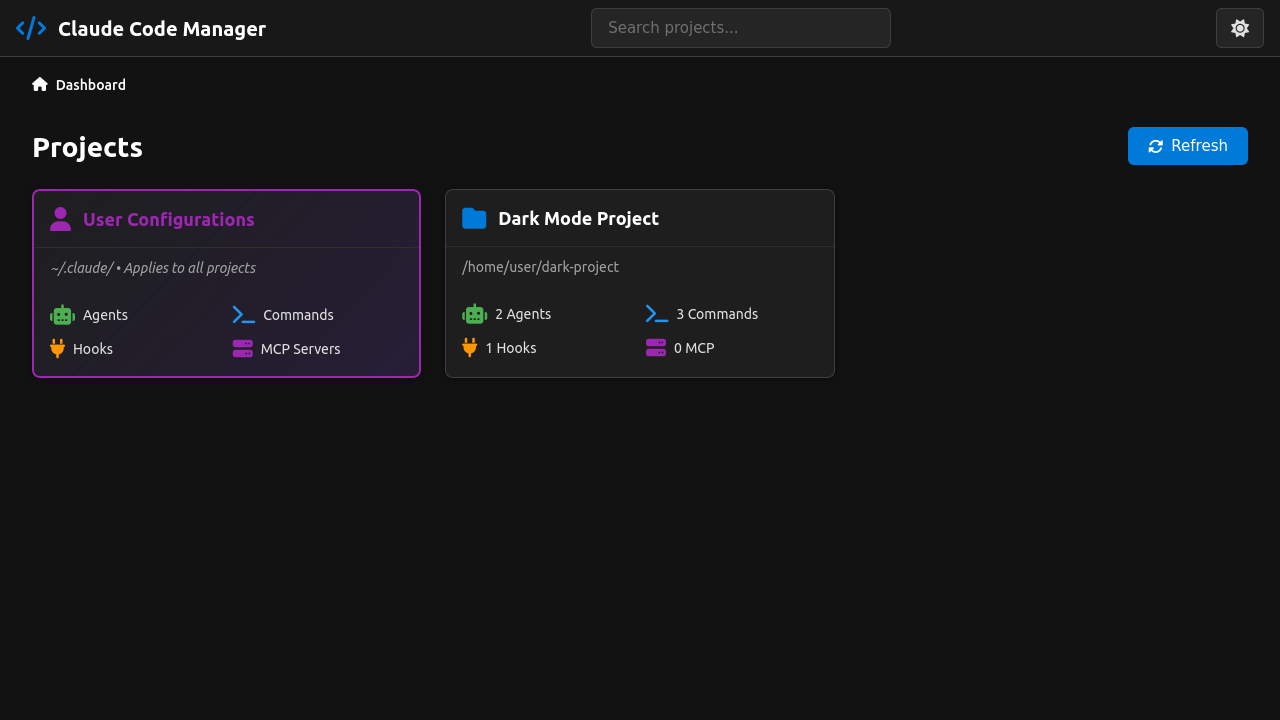 Claude Code Manager
Search projects...
Dashboard
Projects
Refresh
User Configurations
~/.claude/ • Applies to all projects
Agents
Commands
Hooks
MCP Servers
Dark Mode Project
/home/user/dark-project
2 Agents
3 Commands
1 Hooks
0 MCP